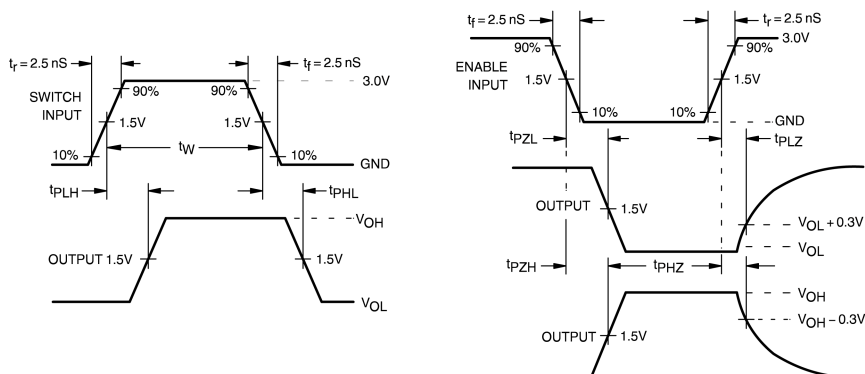 tr = 2.5 nS
tf = 2.5 nS
SWITCH
INPUT
90%
90%
3.0V
1.5V
1.5V
10%
tW
10%
GND
tPLH
tPHL
VOH
OUTPUT 1.5V
1.5V
VOL
tf = 2.5 nS
tr = 2.5 nS
90%
90%
3.0V
ENABLE
INPUT
1.5V
1.5V
10%
10%
GND
tPZL
tPLZ
OUTPUT
1.5V
VOL + 0.3V
VOL
tPZH
tPHZ
VOH
VOH – 0.3V
OUTPUT
1.5V